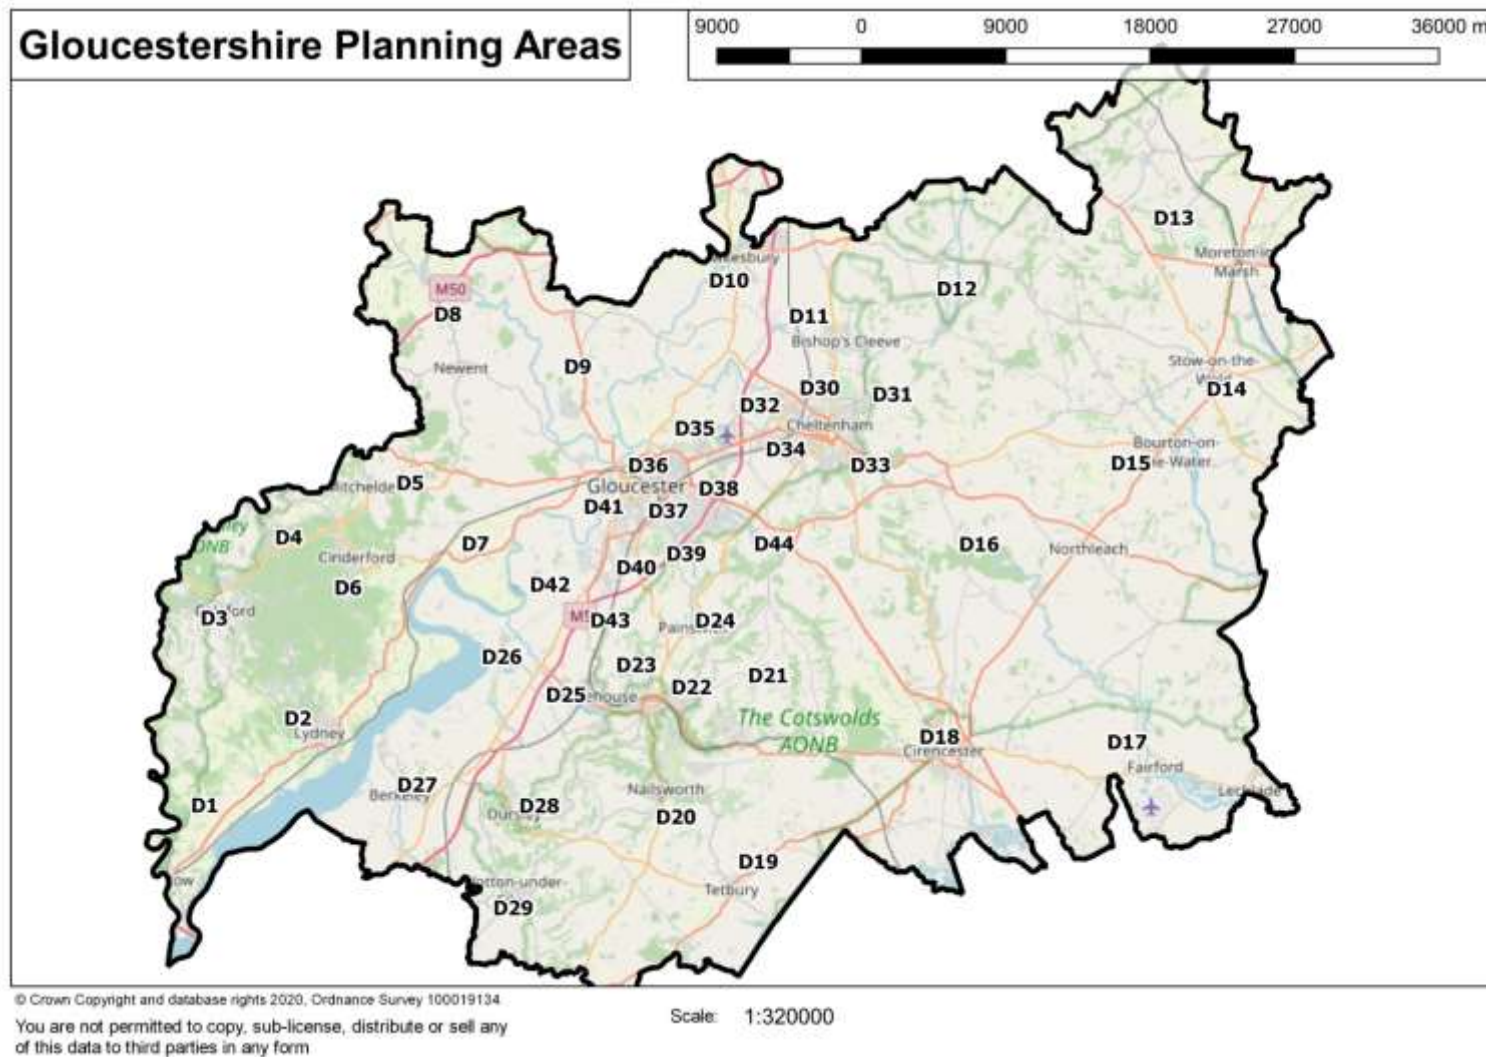 Gloucestershire Planning Areas
9000 0 9000 18000 27000 36000 m
D13
Moreton-in-
Marsh
D10
D12
M50
D8
D11
Bishop's Cleeve
Newent
D9
Stow-on-the-
D14
D30
D31
D32
Cheltenham
D35
D34
D33
Bourton-on-
D15
D36
Gloucester
D5
D38
D41
D37
D4
D7
D44
D16
Northleach
Cinderford
D39
D40
D6
D42
D3
D43
D24
D26
D23
D21
D22
D25
D2
Lydney
The Cotswolds
AONB
D18
Cirencester
D17
Fairford
D27
Berkeley
Nailsworth
D1
D28
D20
D19
Tetbury
D29
© Crown Copyright and database rights 2020, Ordnance Survey 100019134
Scale: 1:320000
You are not permitted to copy, sub-license, distribute or sell any
of this data to third parties in any form